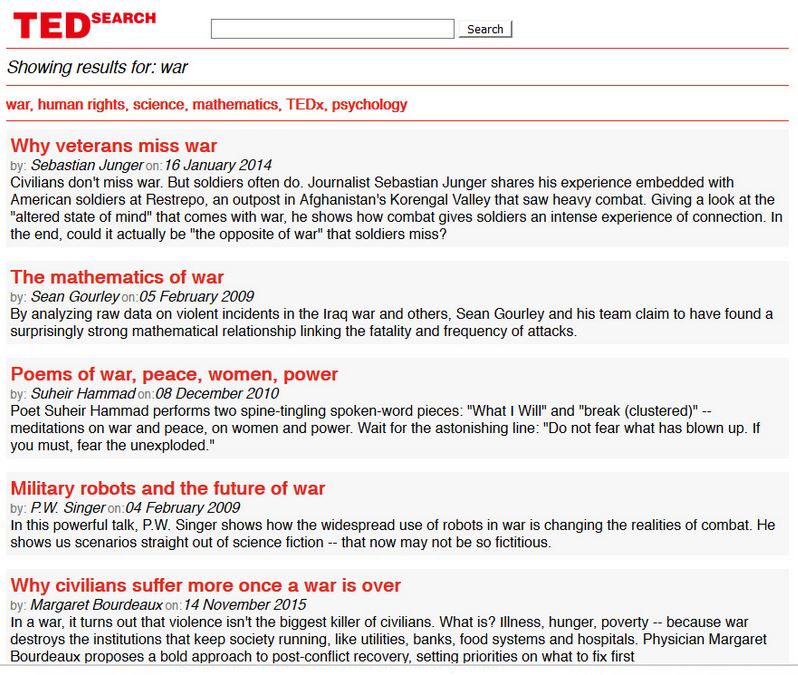 TEDSEARCH
Search
Showing results for: war
war, human rights, science, mathematics, TEDx, psychology
Why veterans miss war
by: Sebastian Junger on: 16 January 2014
Civilians don't miss war. But soldiers often do. Journalist Sebastian Junger shares his experience embedded with
American soldiers at Restrepo, an outpost in Afghanistan's Korengal Valley that saw heavy combat. Giving a look at the
"altered state of mind" that comes with war, he shows how combat gives soldiers an intense experience of connection. In
the end, could it actually be "the opposite of war" that soldiers miss?
The mathematics of war
by: Sean Gourley on: 05 February 2009
By analyzing raw data on violent incidents in the Iraq war and others, Sean Gourley and his team claim to have found a
surprisingly strong mathematical relationship linking the fatality and frequency of attacks.
Poems of war, peace, women, power
by: Suheir Hammad on: 08 December 2010
Poet Suheir Hammad performs two spine-tingling spoken-word pieces: "What I Will" and "break (clustered)" --
meditations on war and peace, on women and power. Wait for the astonishing line: "Do not fear what has blown up. If
you must, fear the unexploded."
Military robots and the future of war
by: P.W. Singer on: 04 February 2009
In this powerful talk, P.W. Singer shows how the widespread use of robots in war is changing the realities of combat. He
shows us scenarios straight out of science fiction -- that now may not be so fictitious.
Why civilians suffer more once a war is over
by: Margaret Bourdeaux on: 14 November 2015
In a war, it turns out that violence isn't the biggest killer of civilians. What is? Illness, hunger, poverty -- because war
destroys the institutions that keep society running, like utilities, banks, food systems and hospitals. Physician Margaret
Bourdeaux proposes a bold approach to post-conflict recovery, setting priorities on what to fix first